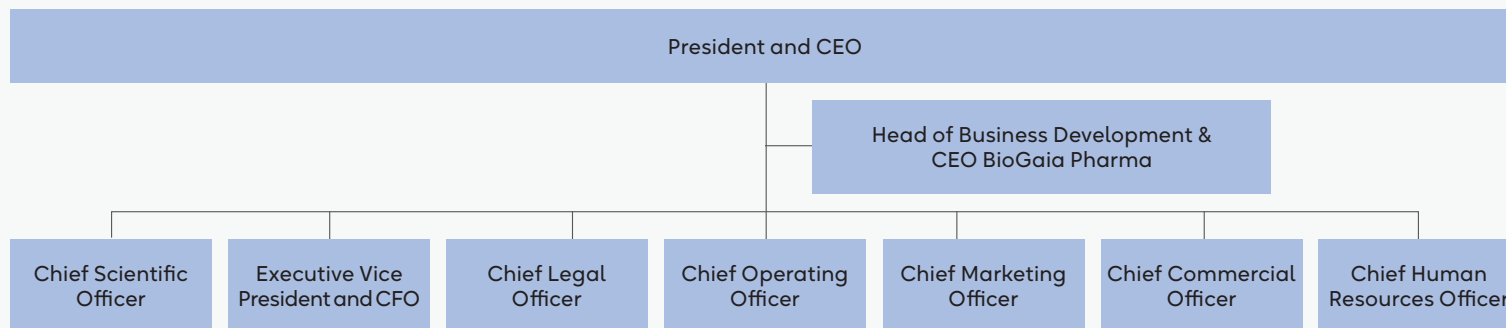 President and CEO
Head of Business Development &
CEO BioGaia Pharma
Chief Scientific
Officer
Executive Vice
President and CFO
Chief Legal
Officer
Chief Operating
Officer
Chief Marketing
Officer
Chief Commercial
Officer
Chief Human
Resources Officer